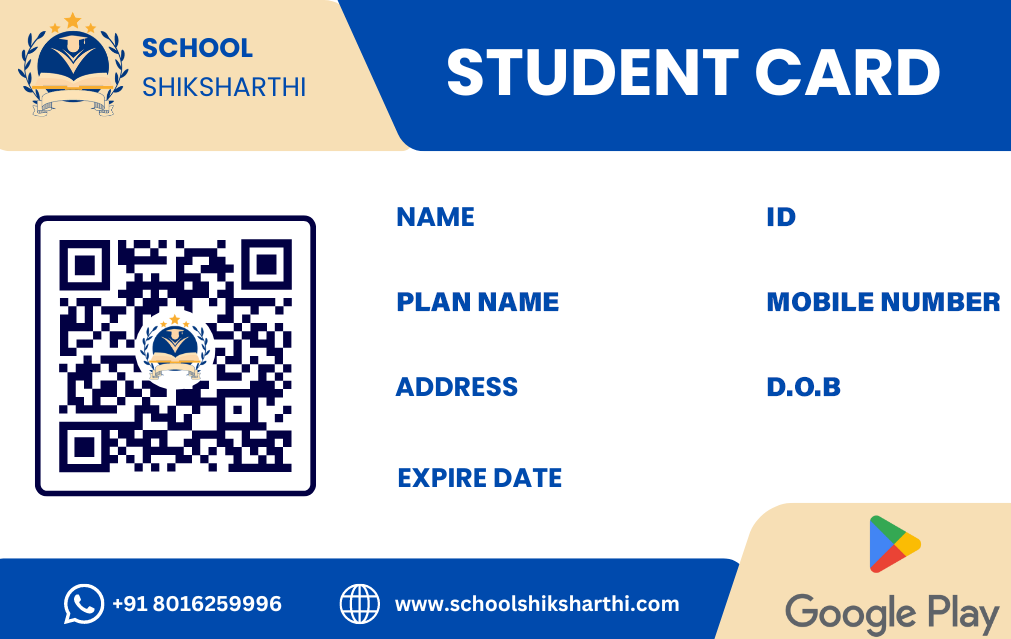 SCHOOL
SHIKSHARTHI
STUDENT CARD
NAME
ID
PLAN NAME
MOBILE NUMBER
ADDRESS
D.O.B
EXPIRE DATE
+91 8016259996
www.schoolshiksharthi.com
Google Play